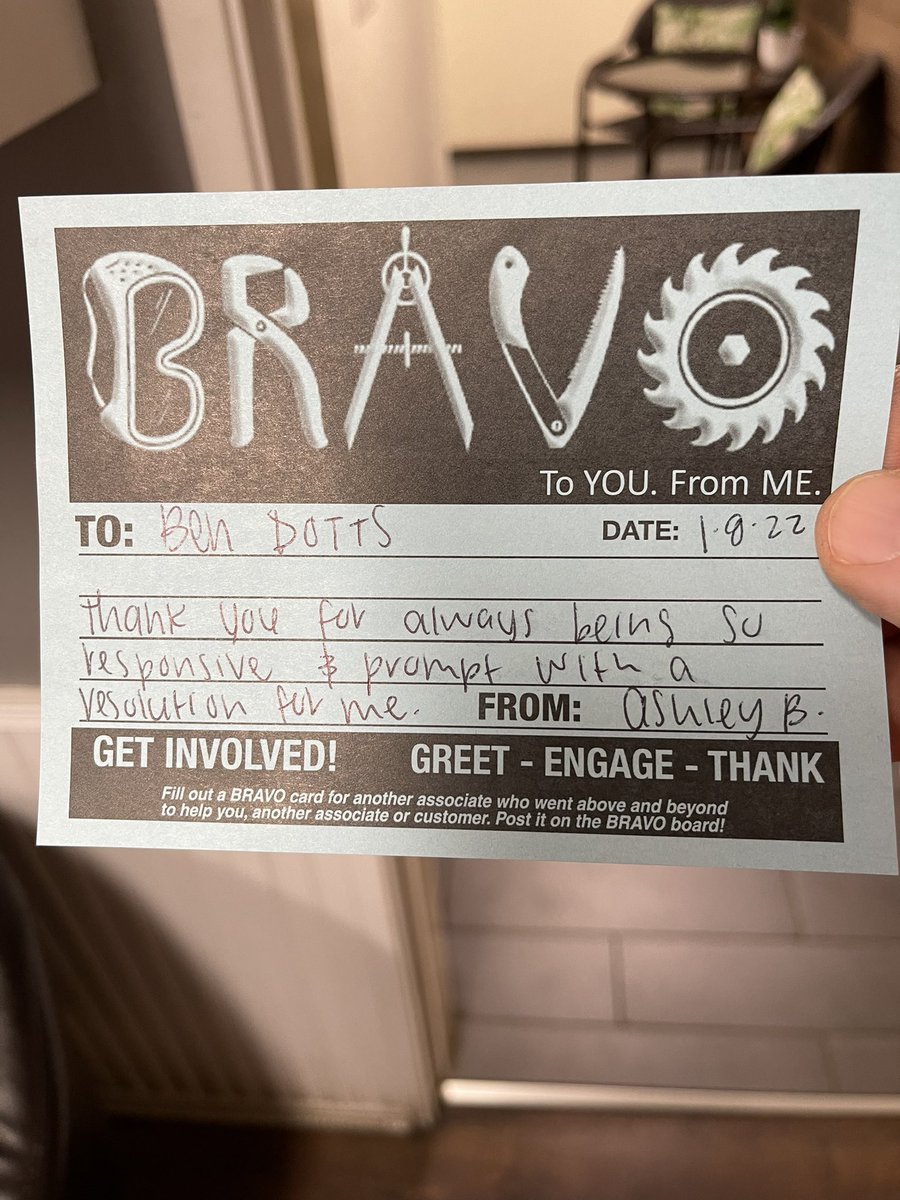 BRAVO
To YOU. From ME.
TO: Ben DOTTS DATE: 1·9·22
Thank you for always being so
responsive & prompt with a
resolution for me. FROM: Ashley B.
GET INVOLVED! GREET - ENGAGE - THANK
Fill out a BRAVO card for another associate who went above and beyond
to help you, another associate or customer. Post it on the BRAVO board!